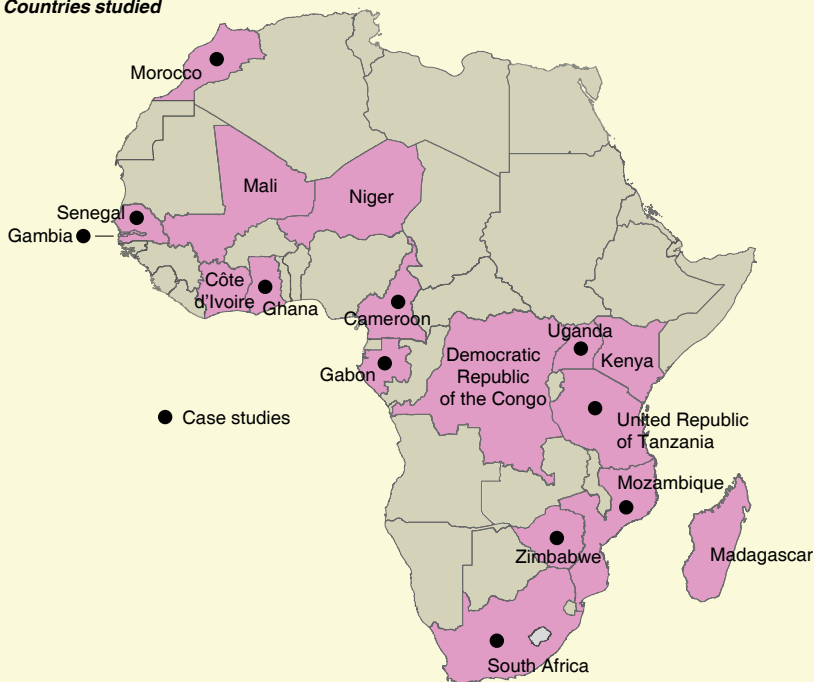 Countries studied
Morocco
Mali
Niger
Senegal
Gambia
Côte
d'Ivoire
Ghana
Cameroon
Uganda
Kenya
Gabon
Democratic
Republic
of the Congo
Case studies
United Republic
of Tanzania
Mozambique
Zimbabwe
Madagascar
South Africa